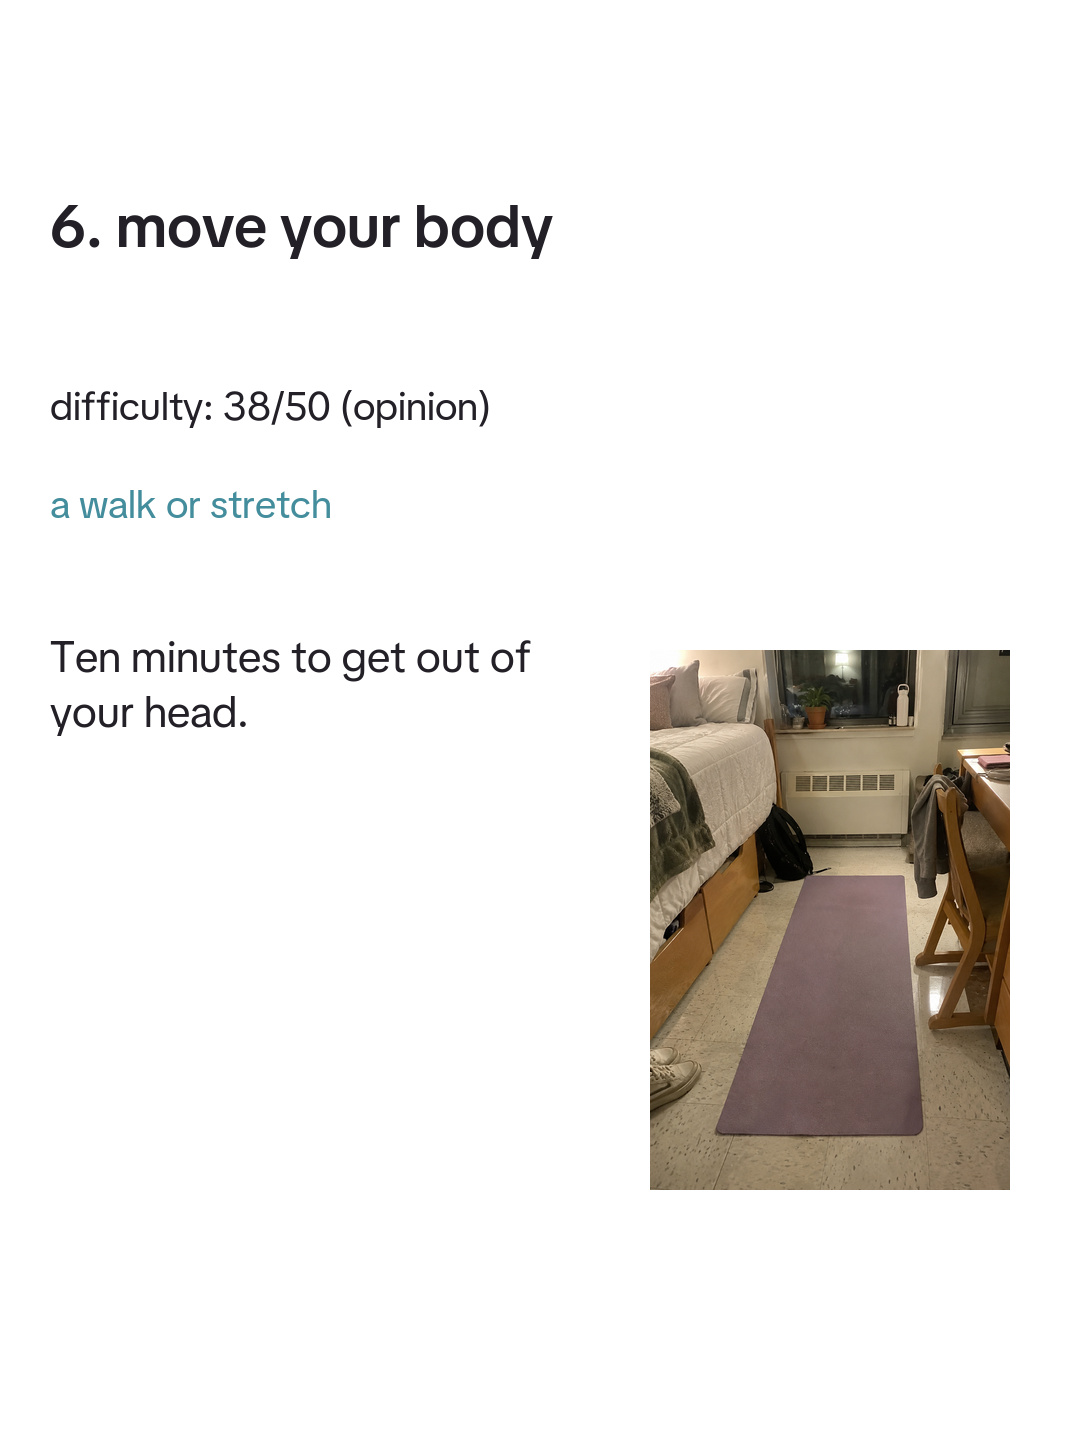 6. move your body
difficulty: 38/50 (opinion)
a walk or stretch
Ten minutes to get out of
your head.